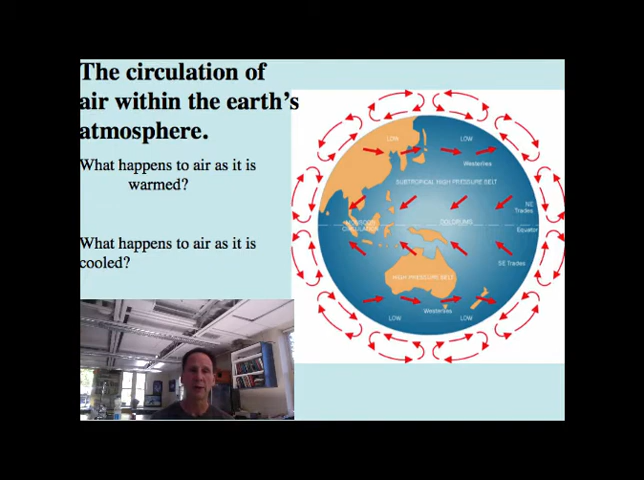 The circulation of
air within the earth's
atmosphere.
What happens to air as it is
warmed?
What happens to air as it is
cooled?
LOW
LOW
Westerlies
SUBTROPICAL HIGH PRESSURE BELT
NE
Trades
DOLDRUMS
Equator
SE Trades
HIGH PRESSURE BELT
Westerlies
LOW
LOW